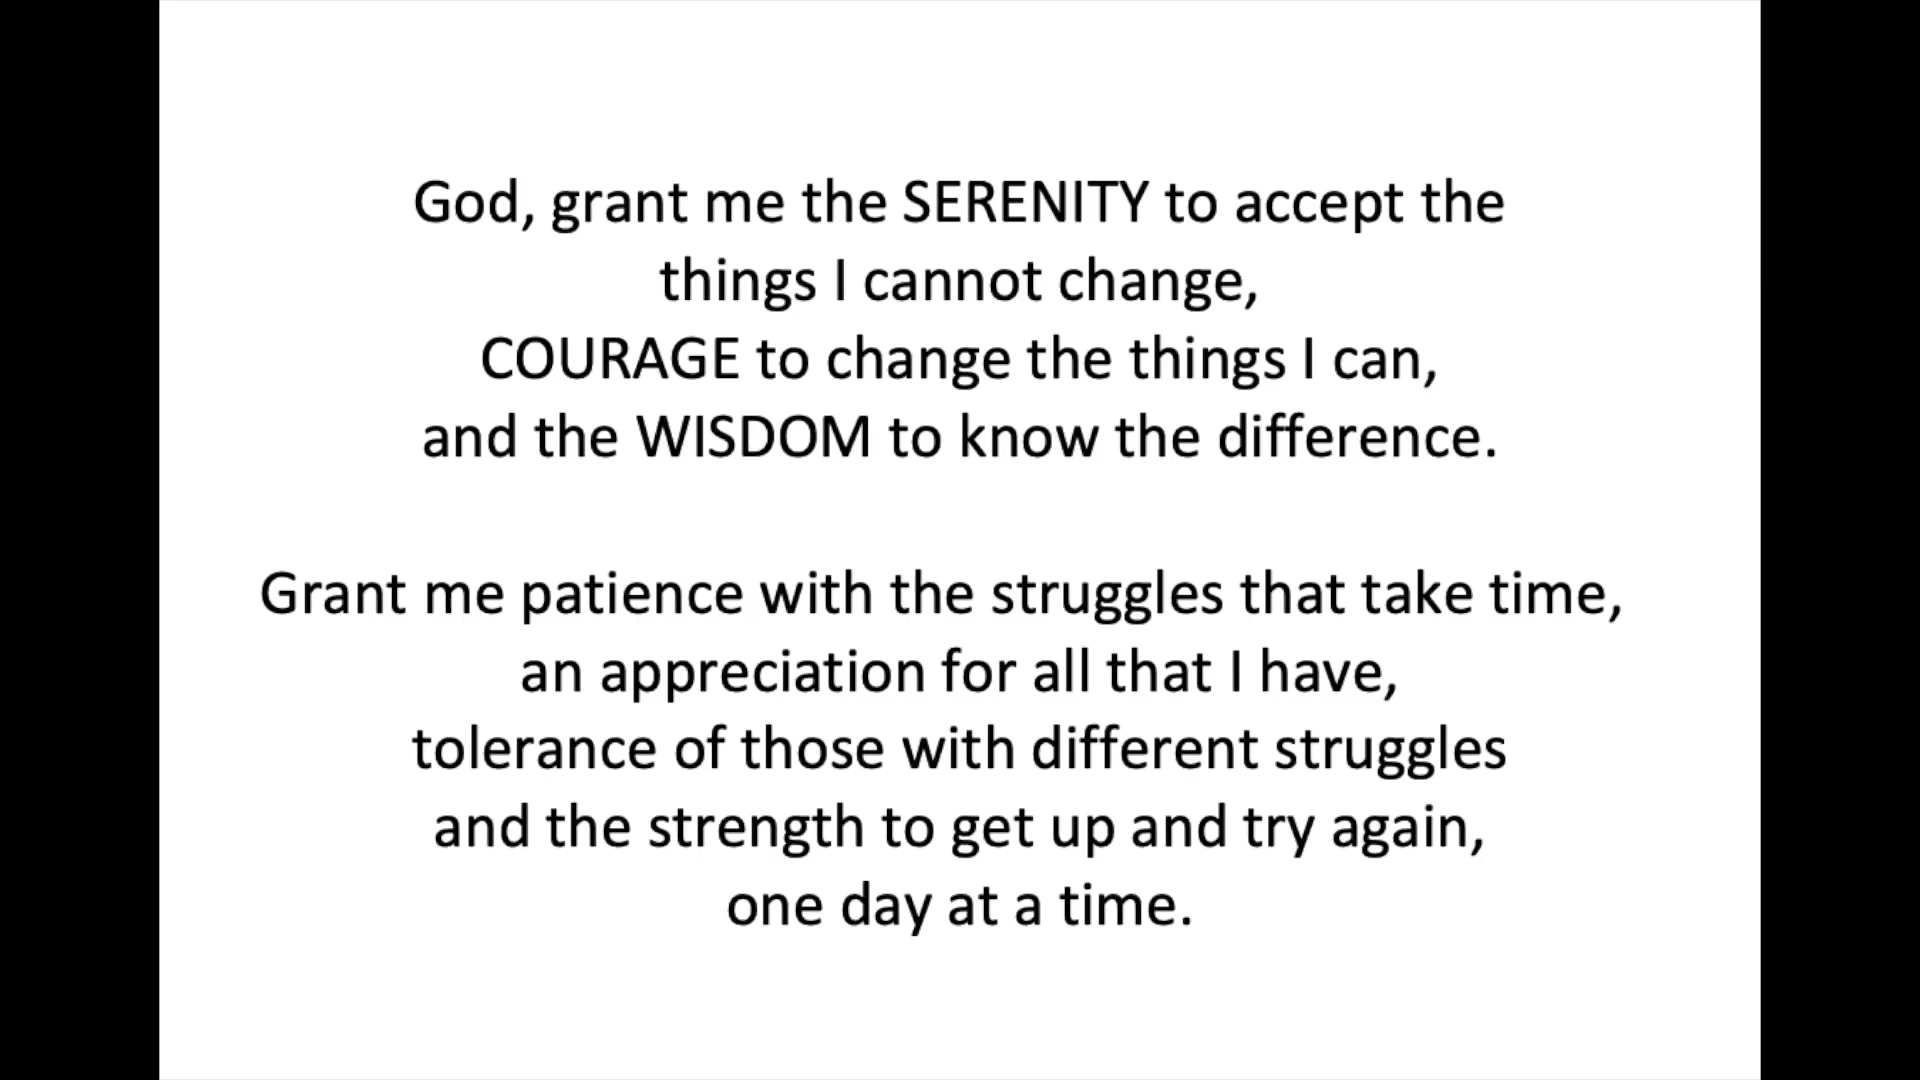 God, grant me the SERENITY to accept the
things I cannot change,
COURAGE to change the things I can,
and the WISDOM to know the difference.
Grant me patience with the struggles that take time,
an appreciation for all that I have,
tolerance of those with different struggles
and the strength to get up and try again,
one day at a time.